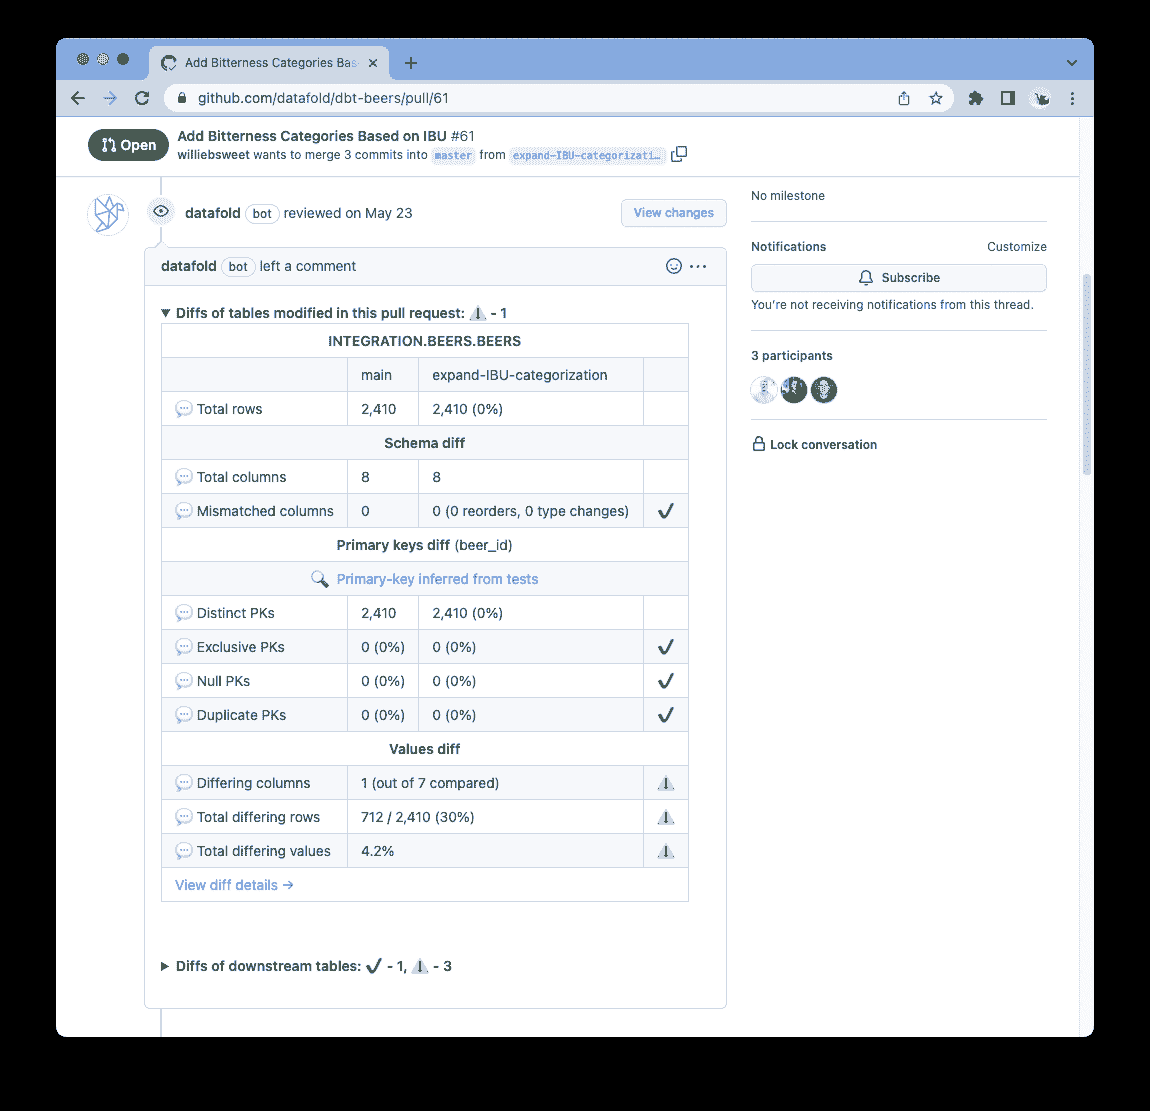 Add Bitterness Categories Bas
github.com/datafold/dbt-beers/pull/61
Open
Add Bitterness Categories Based on IBU #61
williebsweet wants to merge 3 commits into master from expand-IBU-categorizati…
datafold bot reviewed on May 23
View changes
datafold bot left a comment
Diffs of tables modified in this pull request: ⚠️ - 1
INTEGRATION.BEERS.BEERS
main expand-IBU-categorization
Total rows 2,410 2,410 (0%)
Schema diff
Total columns 8 8
Mismatched columns 0 0 (0 reorders, 0 type changes) ✔
Primary keys diff (beer_id)
Primary-key inferred from tests
Distinct PKs 2,410 2,410 (0%)
Exclusive PKs 0 (0%) 0 (0%) ✔
Null PKs 0 (0%) 0 (0%) ✔
Duplicate PKs 0 (0%) 0 (0%) ✔
Values diff
Differing columns 1 (out of 7 compared) ⚠️
Total differing rows 712 / 2,410 (30%) ⚠️
Total differing values 4.2% ⚠️
View diff details →
Diffs of downstream tables: ✔ - 1, ⚠️ - 3
No milestone
Notifications Customize
Subscribe
You're not receiving notifications from this thread.
3 participants
Lock conversation